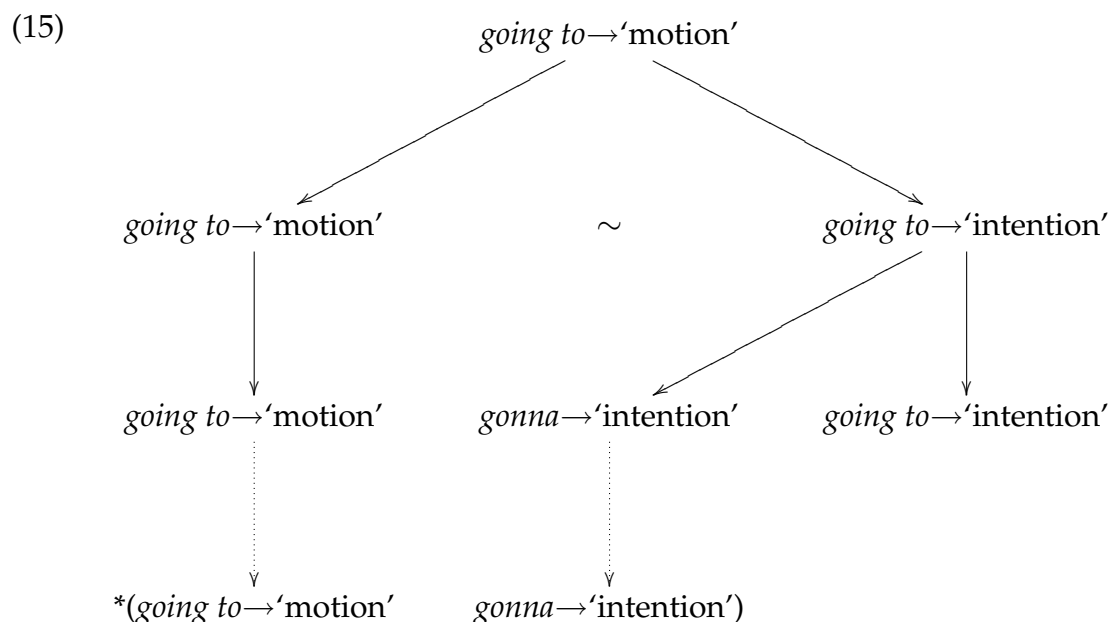 (15) going to→‘motion’
going to→‘motion’ ∼ going to→‘intention’
going to→‘motion’ gonna→‘intention’ going to→‘intention’
*(going to→‘motion’ gonna→‘intention’)